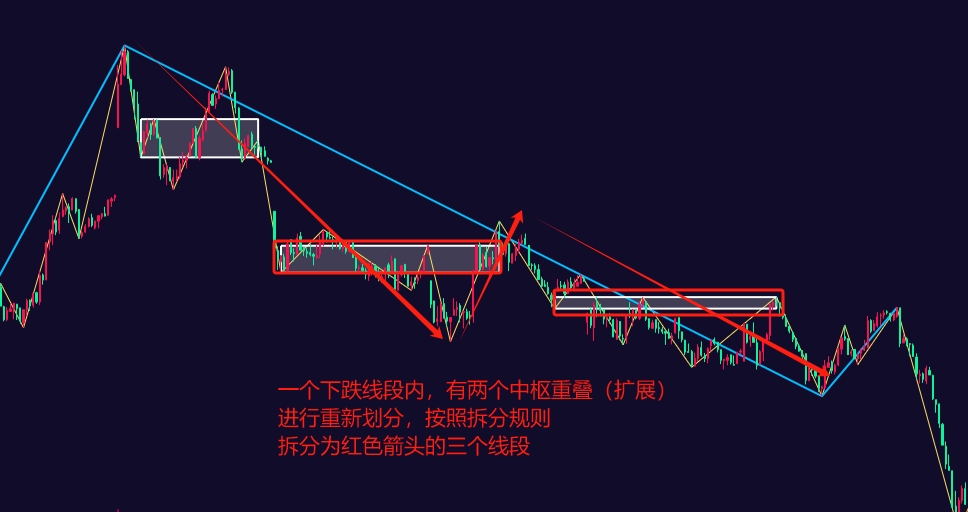 一个下跌线段内，有两个中枢重叠（扩展）
进行重新划分，按照拆分规则
拆分为红色箭头的三个线段